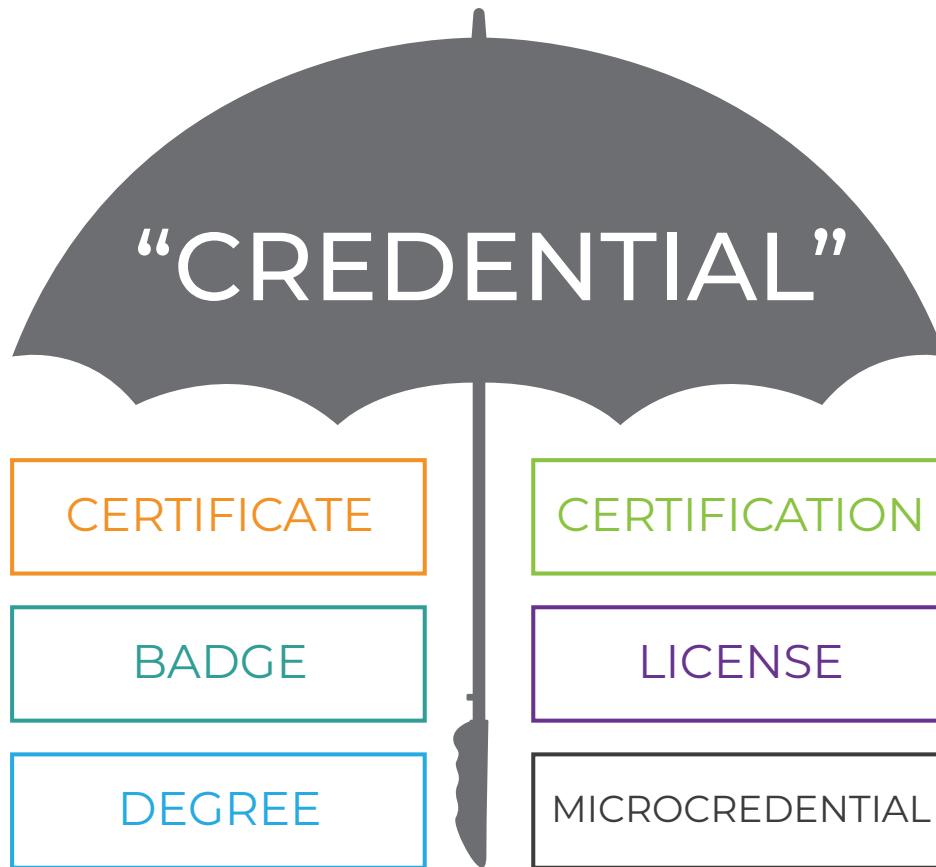 “CREDENTIAL”
CERTIFICATE
CERTIFICATION
BADGE
LICENSE
DEGREE
MICROCREDENTIAL